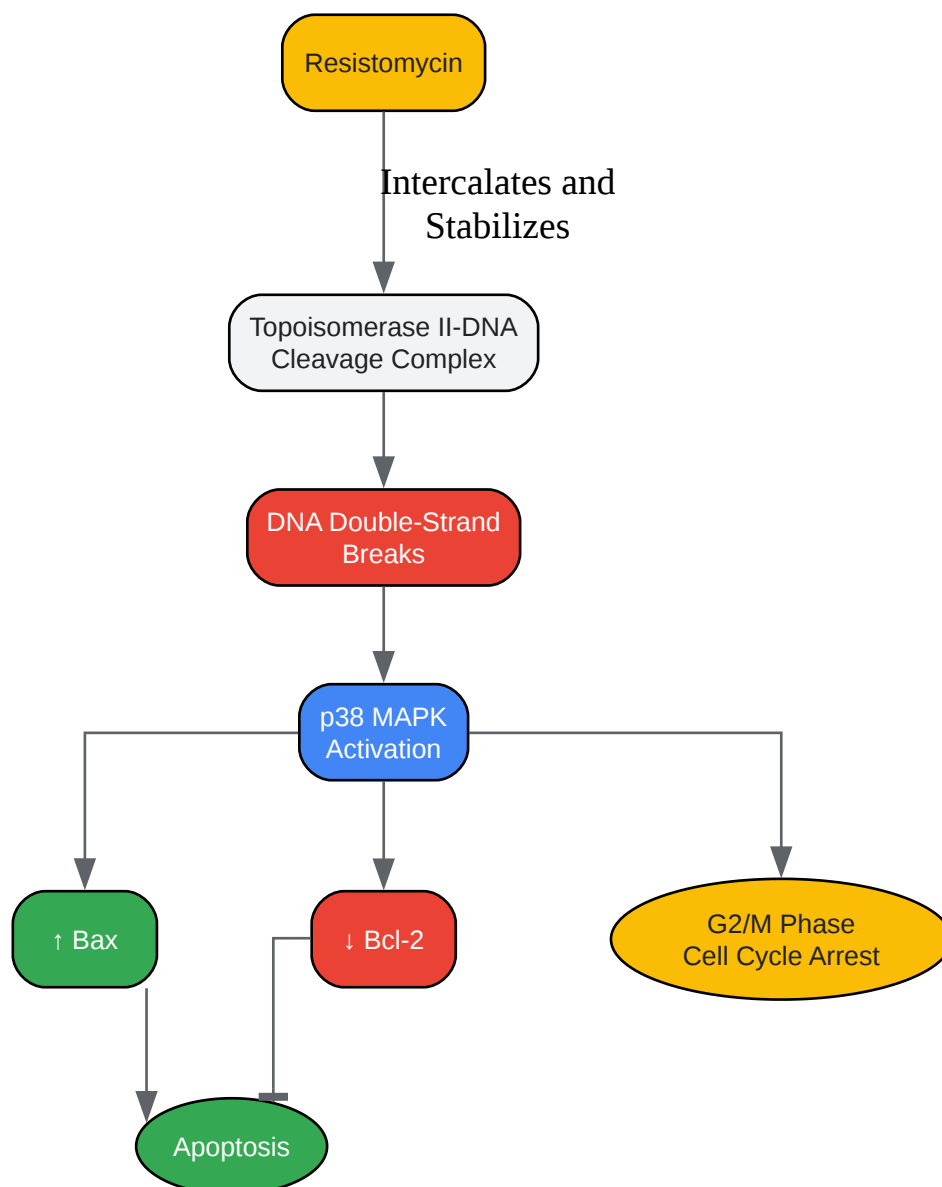 Resistomycin
Intercalates and
Stabilizes
Topoisomerase II-DNA
Cleavage Complex
DNA Double-Strand
Breaks
p38 MAPK
Activation
↑ Bax
↓ Bcl-2
G2/M Phase
Cell Cycle Arrest
Apoptosis